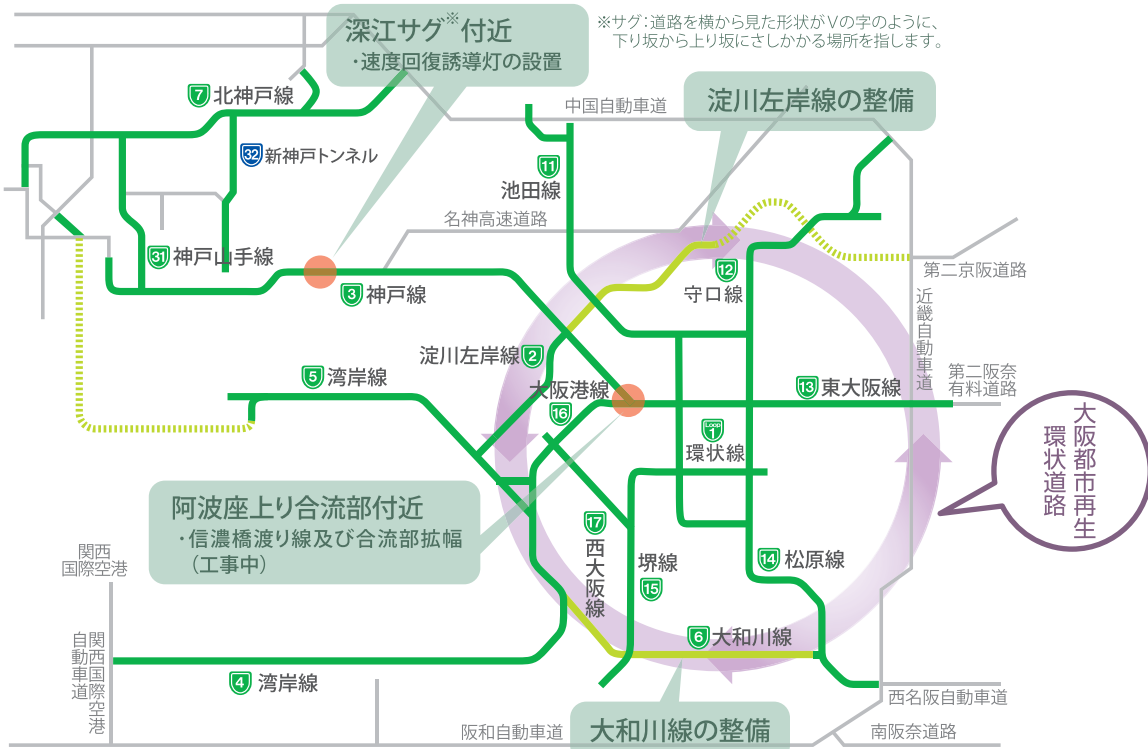 深江サグ※付近
・速度回復誘導灯の設置
※サグ：道路を横から見た形状がVの字のように、
下り坂から上り坂にさしかかる場所を指します。
淀川左岸線の整備
7 北神戸線
中国自動車道
32 新神戸トンネル
11
池田線
名神高速道路
31 神戸山手線
3 神戸線
12
守口線
第二京阪道路
近畿自動車道
淀川左岸線 2
5 湾岸線
大阪港線
16
13 東大阪線
第二阪奈
有料道路
Loop
1
環状線
大阪都市再生
環状道路
阿波座上り合流部付近
・信濃橋渡り線及び合流部拡幅
（工事中）
17
西大阪線
堺線
15
14 松原線
関西
国際空港
関西国際空港
自動車道
6 大和川線
4 湾岸線
西名阪自動車道
阪和自動車道
大和川線の整備
南阪奈道路